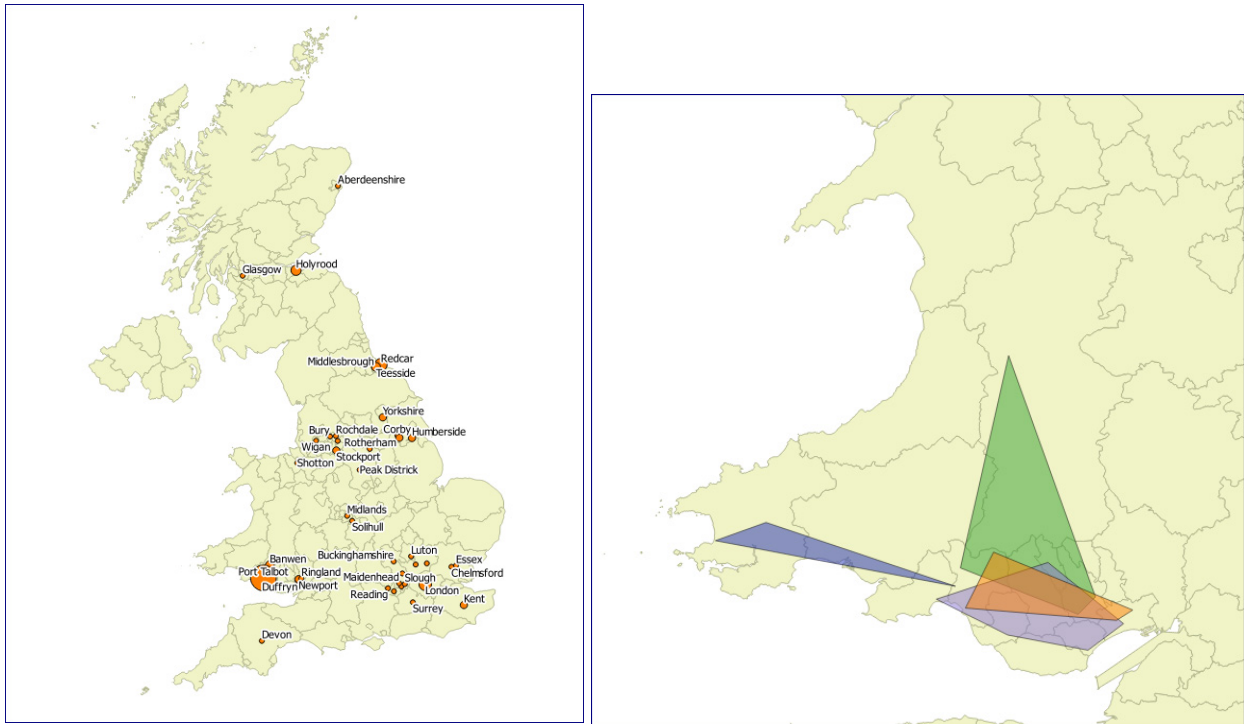 Aberdeenshire
Glasgow
Holyrood
Middlesbrough
Redcar
Teesside
Yorkshire
Bury
Rochdale
Corby
Humberside
Wigan
Rotherham
Stockport
Shotton
Peak District
Midlands
Solihull
Banwen
Buckinghamshire
Luton
Essex
Port Talbot
Ringland
Maidenhead
Slough
Chelmsford
Duffryn
Newport
Reading
London
Surrey
Kent
Devon